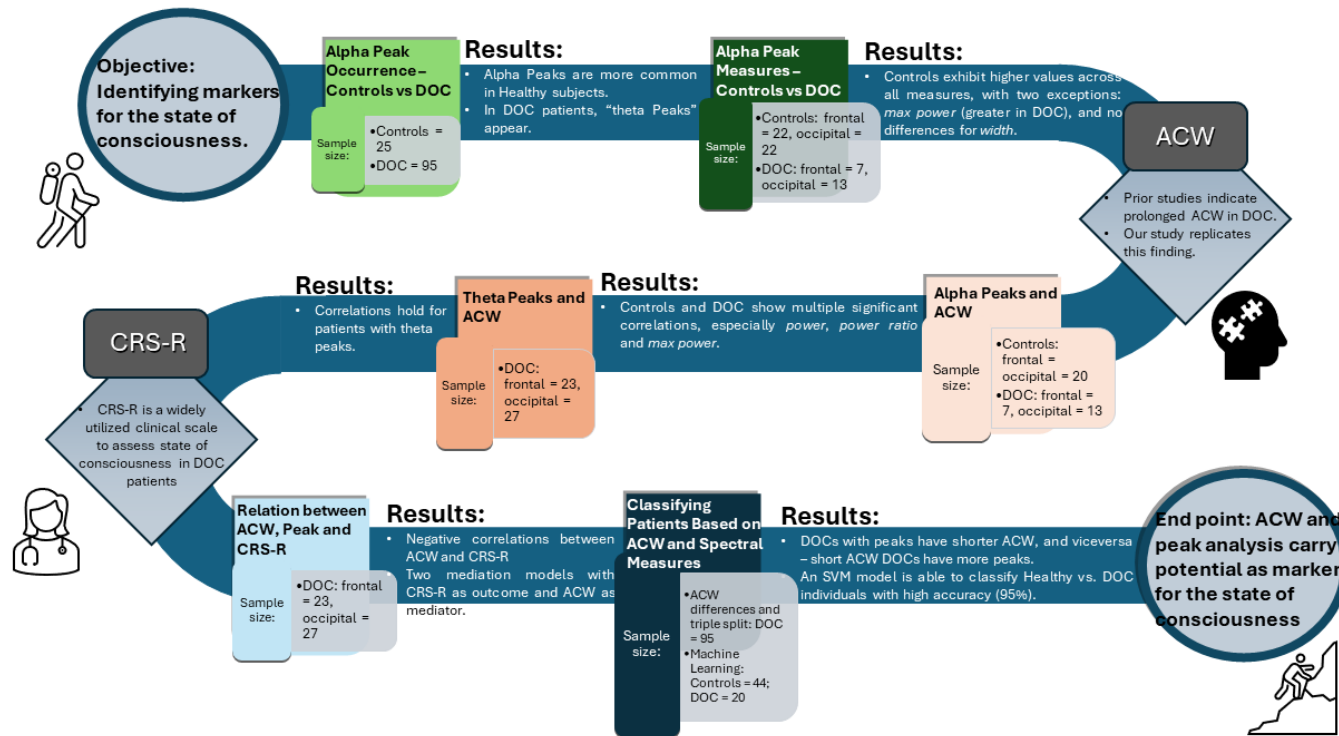 Objective:
Identifying markers
for the state of
consciousness.
Alpha Peak
Occurrence –
Controls vs DOC
Sample
size:
•Controls =
25
•DOC = 95
Results:
• Alpha Peaks are more common
in Healthy subjects.
• In DOC patients, “theta Peaks”
appear.
Alpha Peak
Measures –
Controls vs DOC
Sample
size:
•Controls: frontal
= 22, occipital =
22
•DOC: frontal = 7,
occipital = 13
Results:
• Controls exhibit higher values across
all measures, with two exceptions:
max power (greater in DOC), and no
differences for width.
ACW
• Prior studies indicate
prolonged ACW in DOC.
• Our study replicates
this finding.
Alpha Peaks and
ACW
Sample
size:
•Controls:
frontal =
occipital = 20
•DOC: frontal =
7, occipital = 13
Results:
• Controls and DOC show multiple significant
correlations, especially power, power ratio
and max power.
Theta Peaks and
ACW
Sample
size:
•DOC:
frontal = 23,
occipital =
27
Results:
• Correlations hold for
patients with theta
peaks.
CRS-R
• CRS-R is a widely
utilized clinical scale
to assess state of
consciousness in DOC
patients
Relation between
ACW, Peak and
CRS-R
Sample
size:
•DOC: frontal
= 23,
occipital =
27
Results:
• Negative correlations between
ACW and CRS-R
• Two mediation models with
CRS-R as outcome and ACW as
mediator.
Classifying
Patients Based on
ACW and Spectral
Measures
Sample
size:
•ACW
differences and
triple split: DOC
= 95
•Machine
Learning:
Controls = 44;
DOC = 20
Results:
• DOCs with peaks have shorter ACW, and viceversa
– short ACW DOCs have more peaks.
• An SVM model is able to classify Healthy vs. DOC
individuals with high accuracy (95%).
End point: ACW and
peak analysis carry
potential as marker
for the state of
consciousness